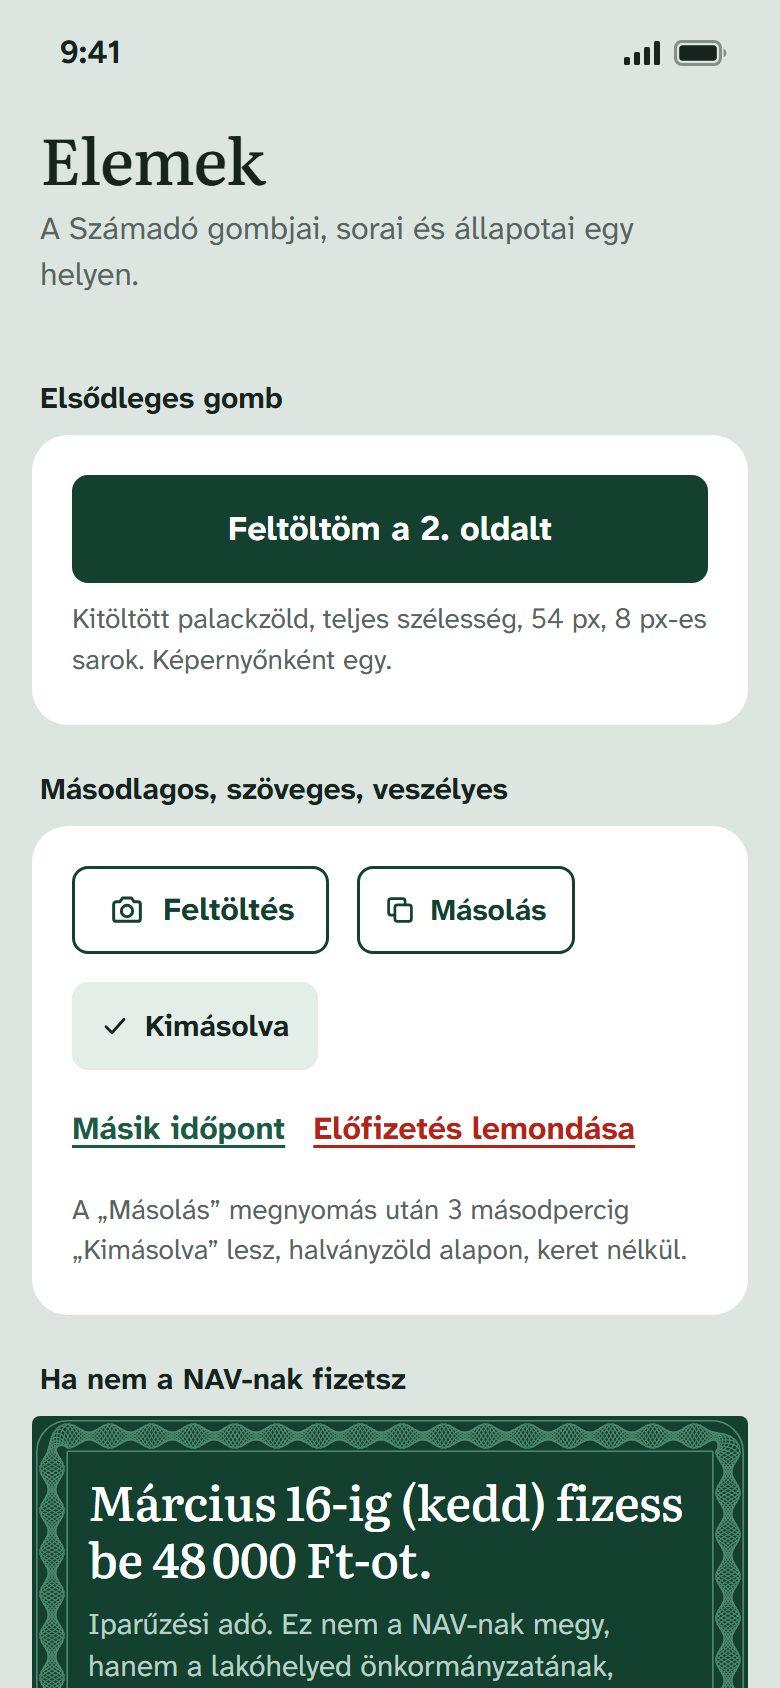 9:41
Elemek
A Számadó gombjai, sorai és állapotai egy
helyen.
Elsődleges gomb
Feltöltöm a 2. oldalt
Kitöltött palackzöld, teljes szélesség, 54 px, 8 px-es
sarok. Képernyőnként egy.
Másodlagos, szöveges, veszélyes
Feltöltés
Másolás
Kimásolva
Másik időpont
Előfizetés lemondása
A „Másolás” megnyomás után 3 másodpercig
„Kimásolva” lesz, halványzöld alapon, keret nélkül.
Ha nem a NAV-nak fizetsz
Március 16-ig (kedd) fizess
be 48 000 Ft-ot.
Iparűzési adó. Ez nem a NAV-nak megy,
hanem a lakóhelyed önkormányzatának,